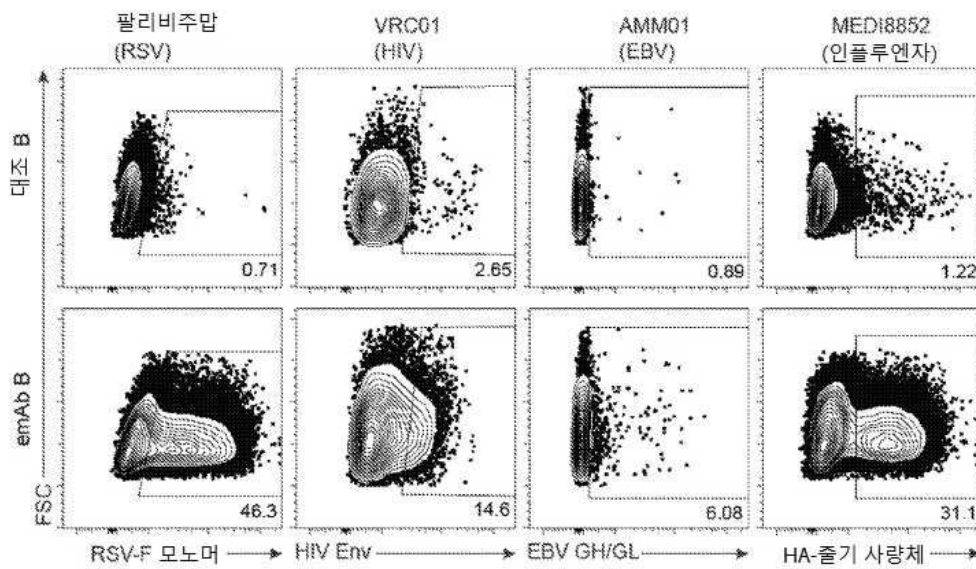 팔리비주맙 VRC01 AMM01 MEDI8852
(RSV) (HIV) (EBV) (인플루엔자)
대조 B
0.71 2.65 0.89 1.22
emAb B
46.3 14.6 6.08 31.1
FSC
RSV-F 모노머 HIV Env EBV GH/GL HA-줄기 사량체